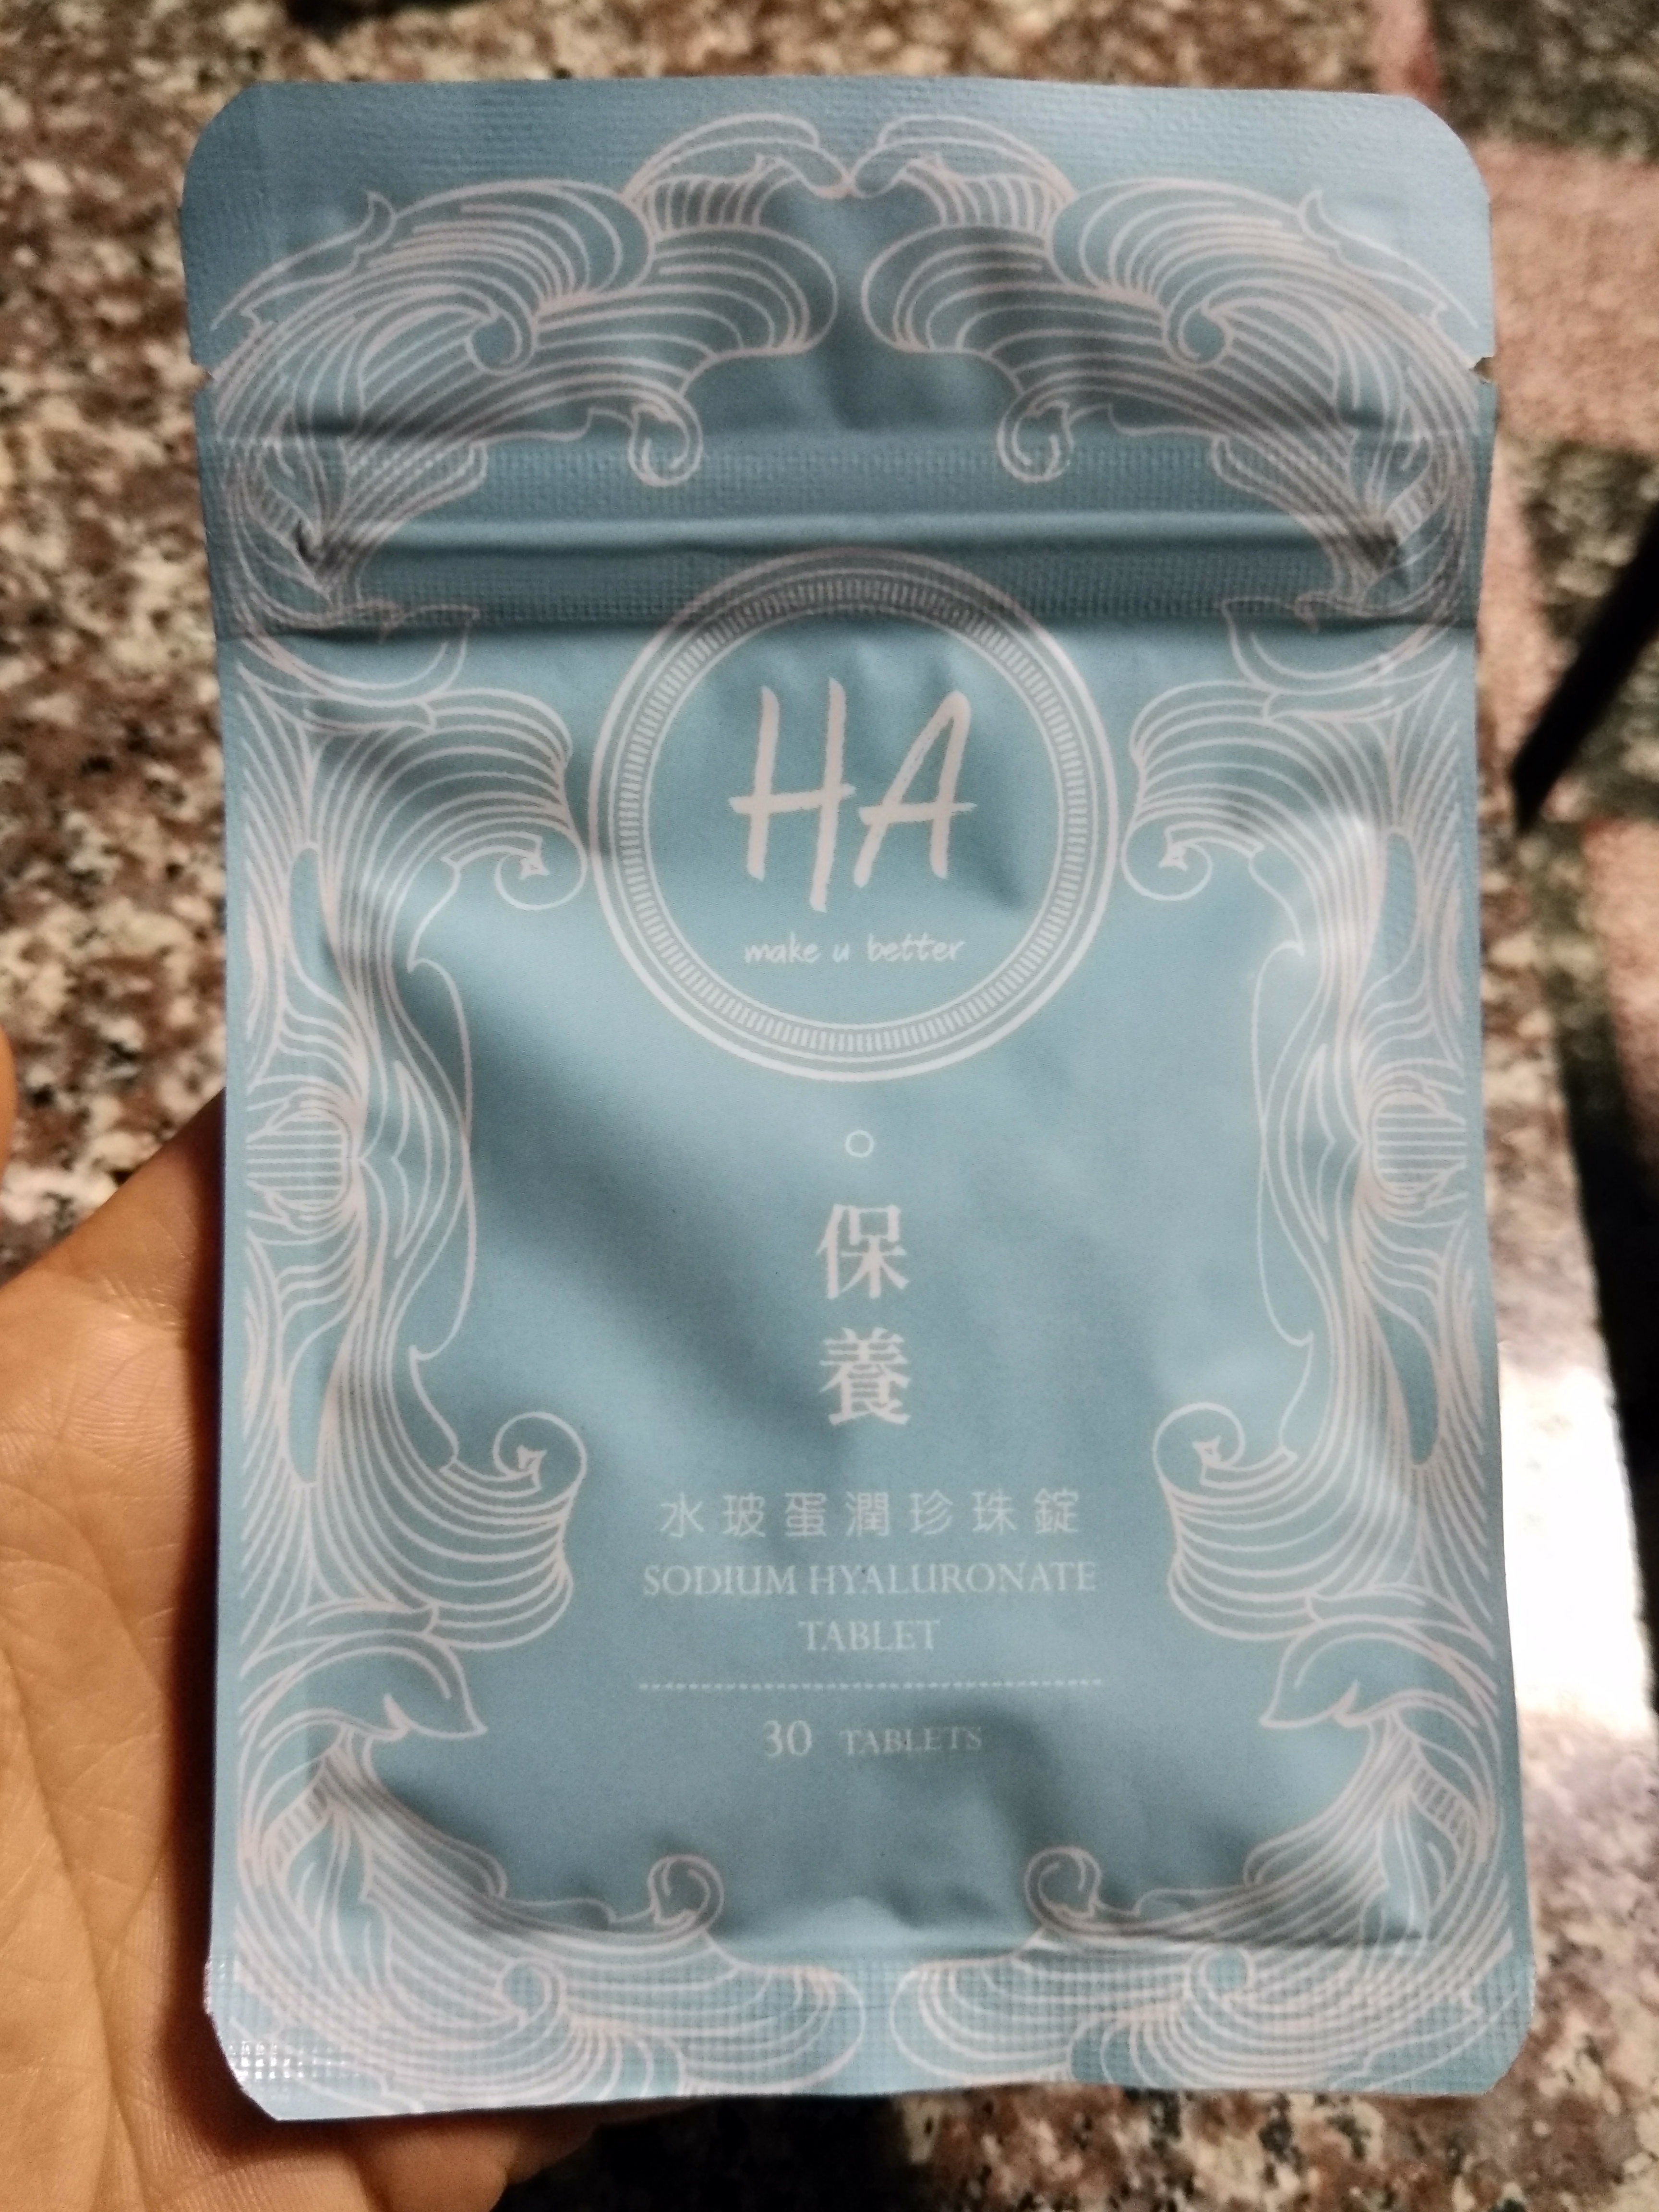 HA
make u better
保養
水玻蛋潤珍珠錠
SODIUM HYALURONATE
TABLET
30 TABLETS